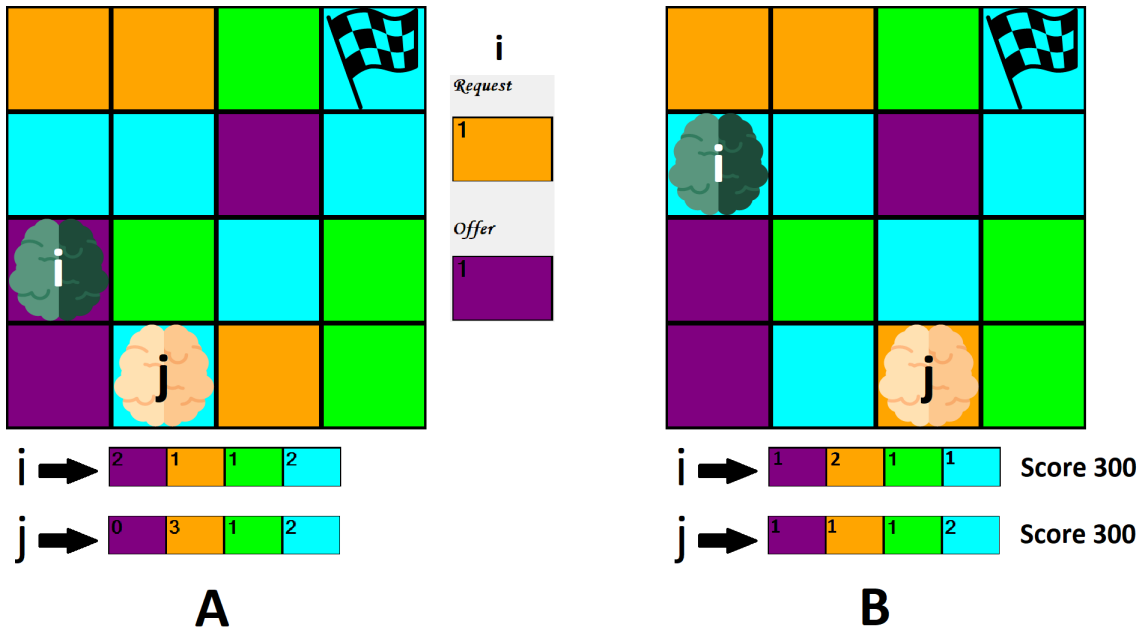 i
Request
1
Offer
1
i
i
j
j
i 2 1 1 2
i 1 2 1 1 Score 300
j 0 3 1 2
j 1 1 1 2 Score 300
A
B